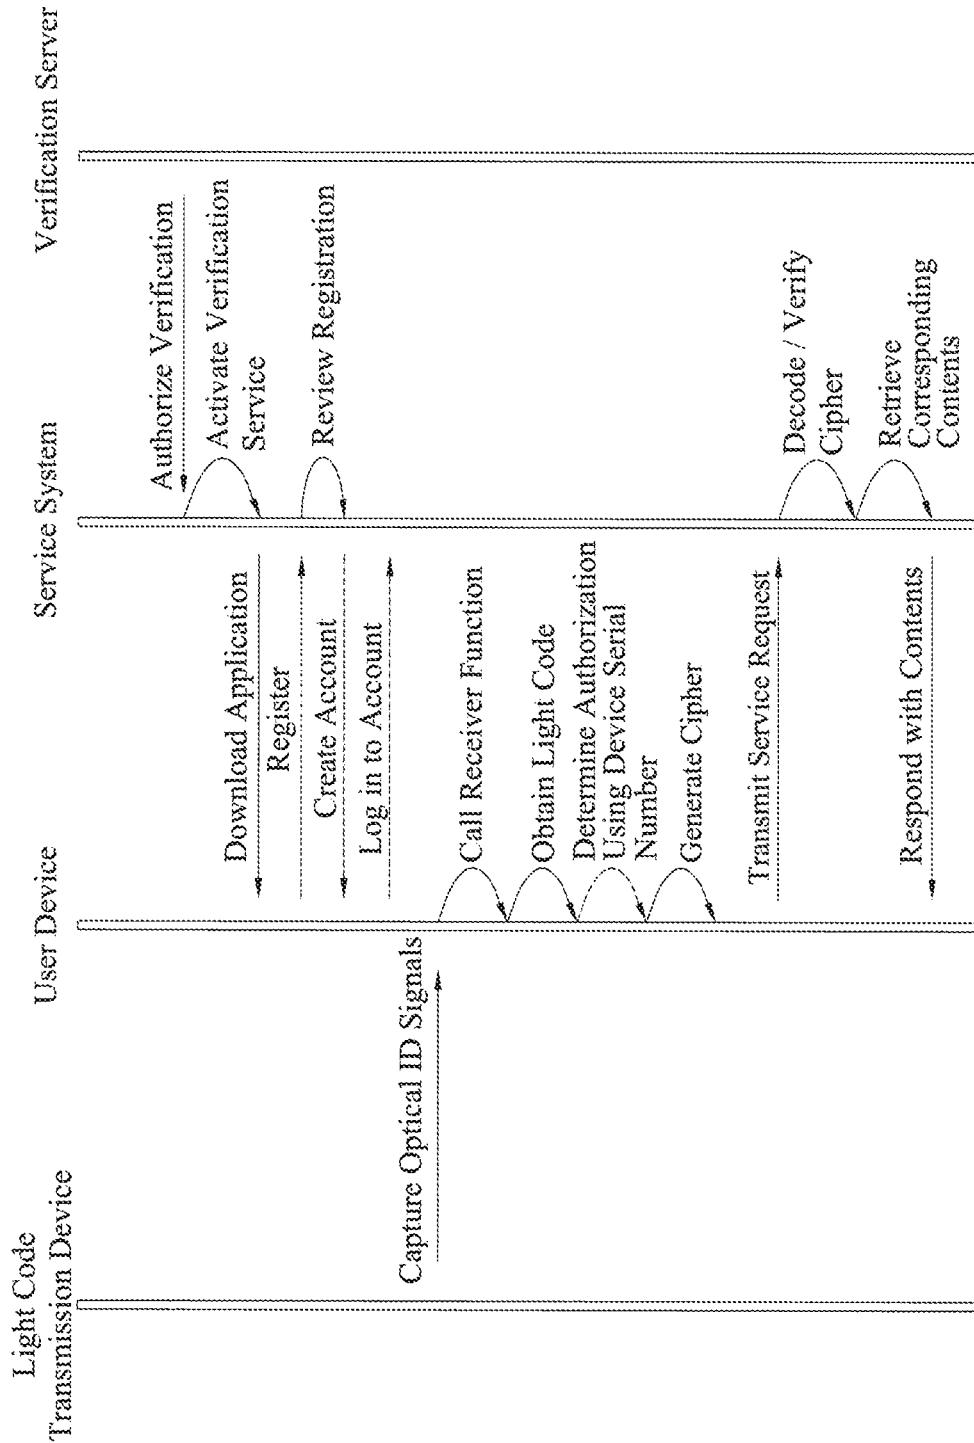 Light Code
Transmission Device
User Device
Service System
Verification Server
Authorize Verification
Activate Verification
Service
Download Application
Register
Review Registration
Create Account
Log in to Account
Capture Optical ID Signals
Call Receiver Function
Obtain Light Code
Determine Authorization
Using Device Serial
Number
Generate Cipher
Transmit Service Request
Decode / Verify
Cipher
Retrieve
Corresponding
Contents
Respond with Contents